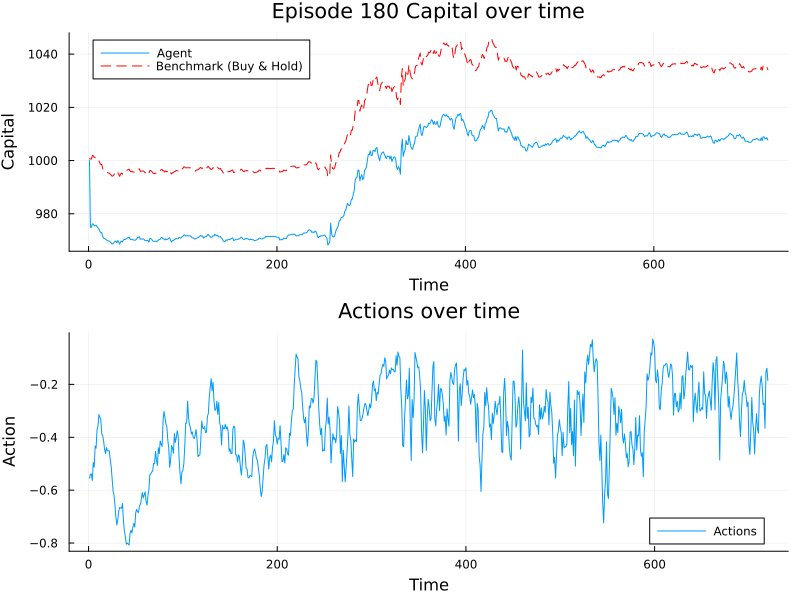 Episode 180 Capital over time
Capital
1040
1020
1000
980
Agent
Benchmark (Buy & Hold)
0
200
400
600
Time
Actions over time
Action
−0.2
−0.4
−0.6
−0.8
Actions
0
200
400
600
Time